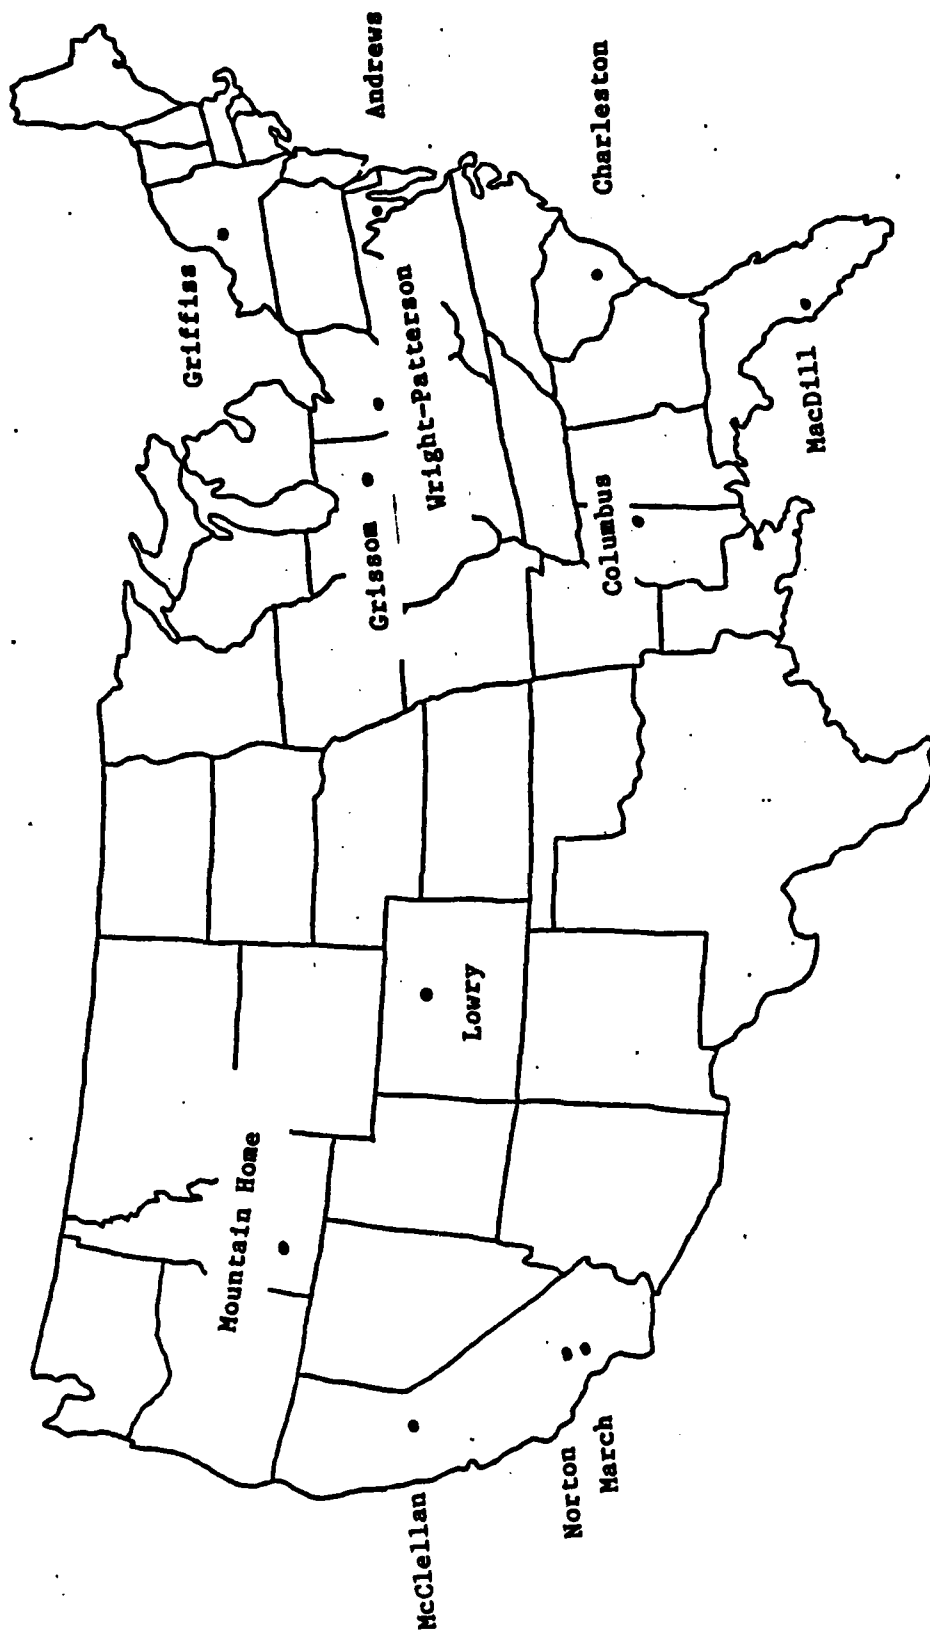 McClellan
Norton
March
Mountain Home
Lowry
Grissom
Columbus
Wright-Patterson
Griffiss
MacDill
Charleston
Andrews